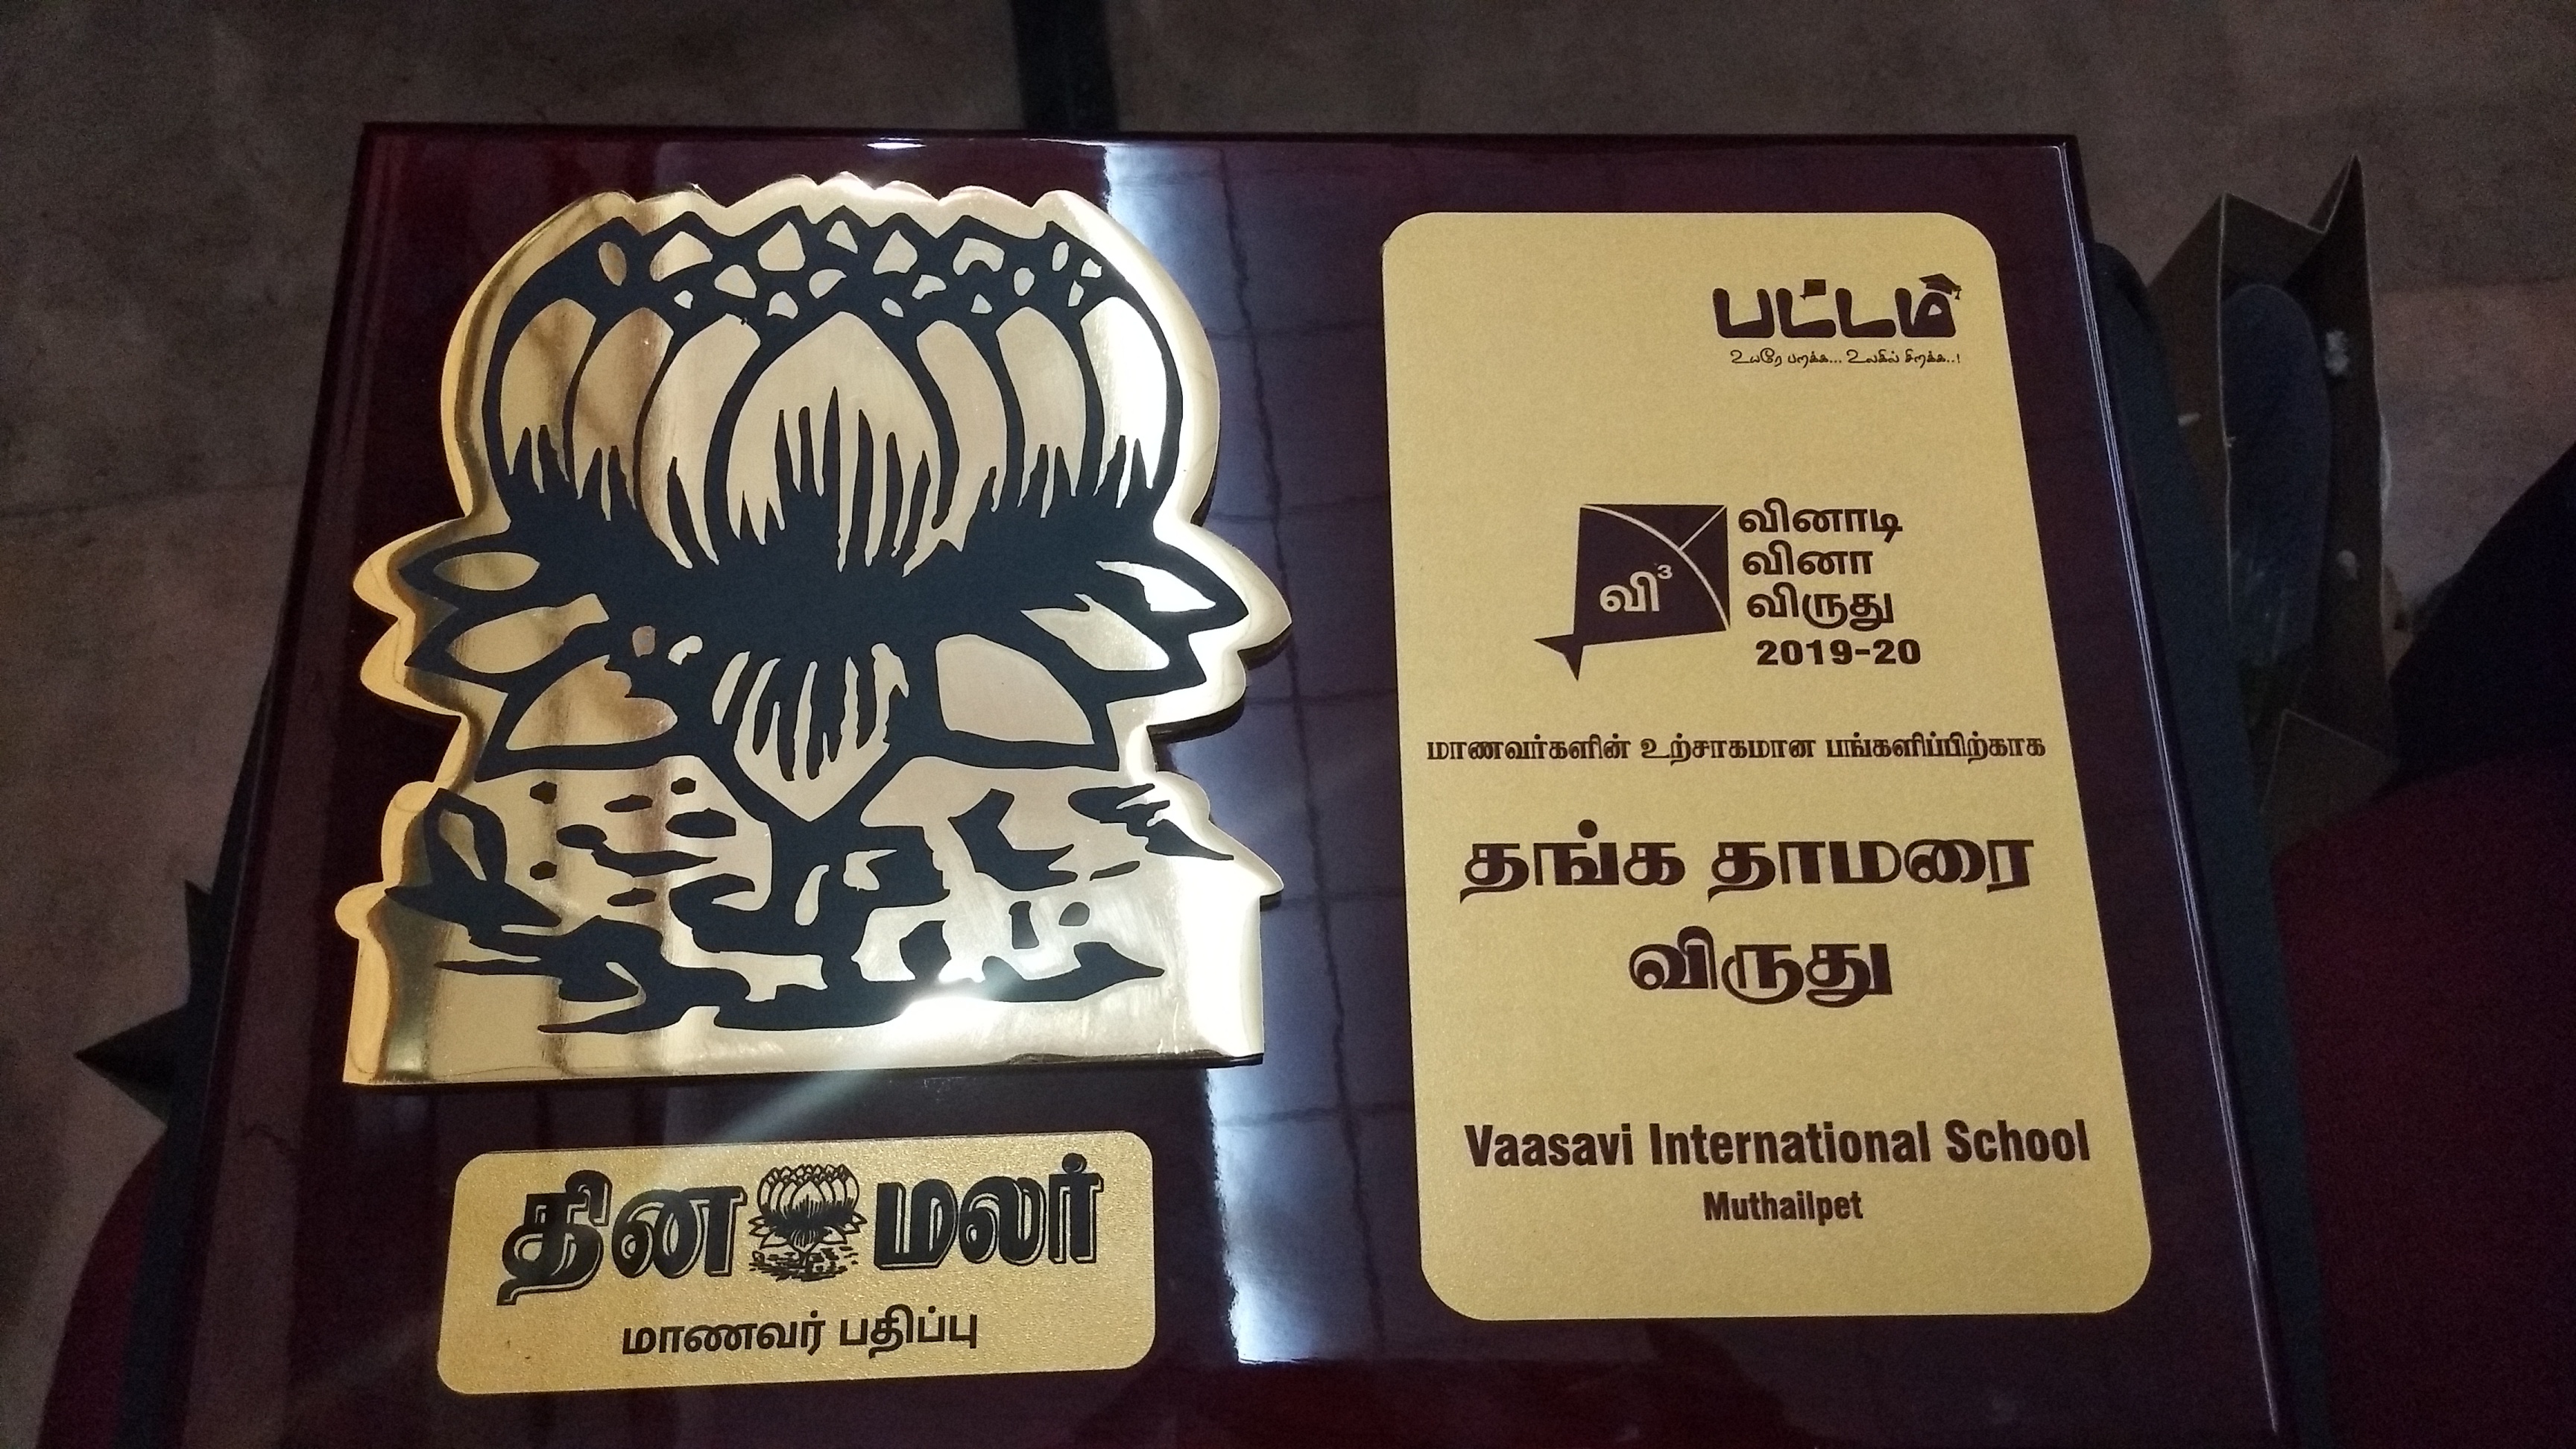 பட்டம்
உயரே பறக்க... உலகில் சிறக்க..!
வி³
வினாடி
வினா
விருது
2019-20
மாணவர்களின் உற்சாகமான பங்களிப்பிற்காக
தங்க தாமரை
விருது
Vaasavi International School
Muthailpet
தினமலர்
மாணவர் பதிப்பு